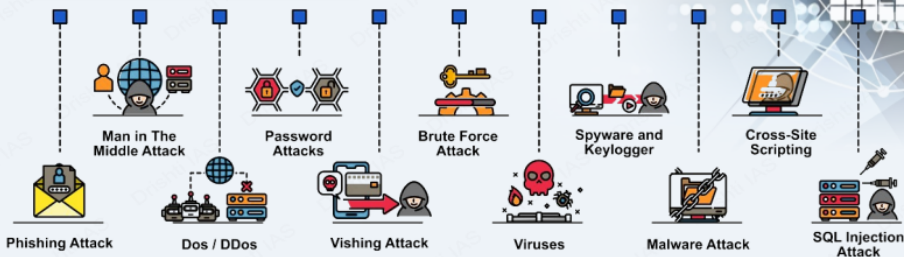 Man in The
Middle Attack
Password
Attacks
Brute Force
Attack
Spyware and
Keylogger
Cross-Site
Scripting
Phishing Attack
Dos / DDos
Vishing Attack
Viruses
Malware Attack
SQL Injection
Attack